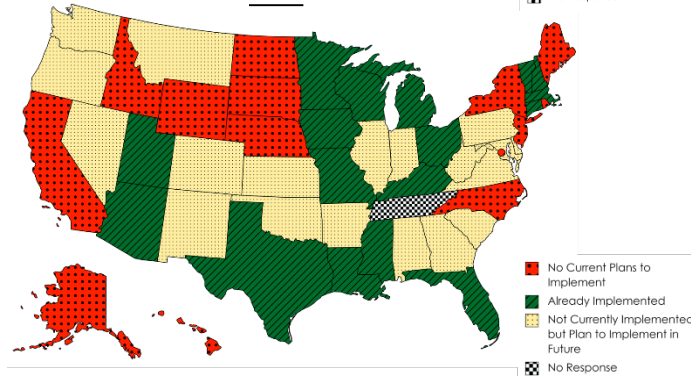 No Current Plans to
Implement
Already Implemented
Not Currently Implemented
but Plan to Implement in
Future
No Response